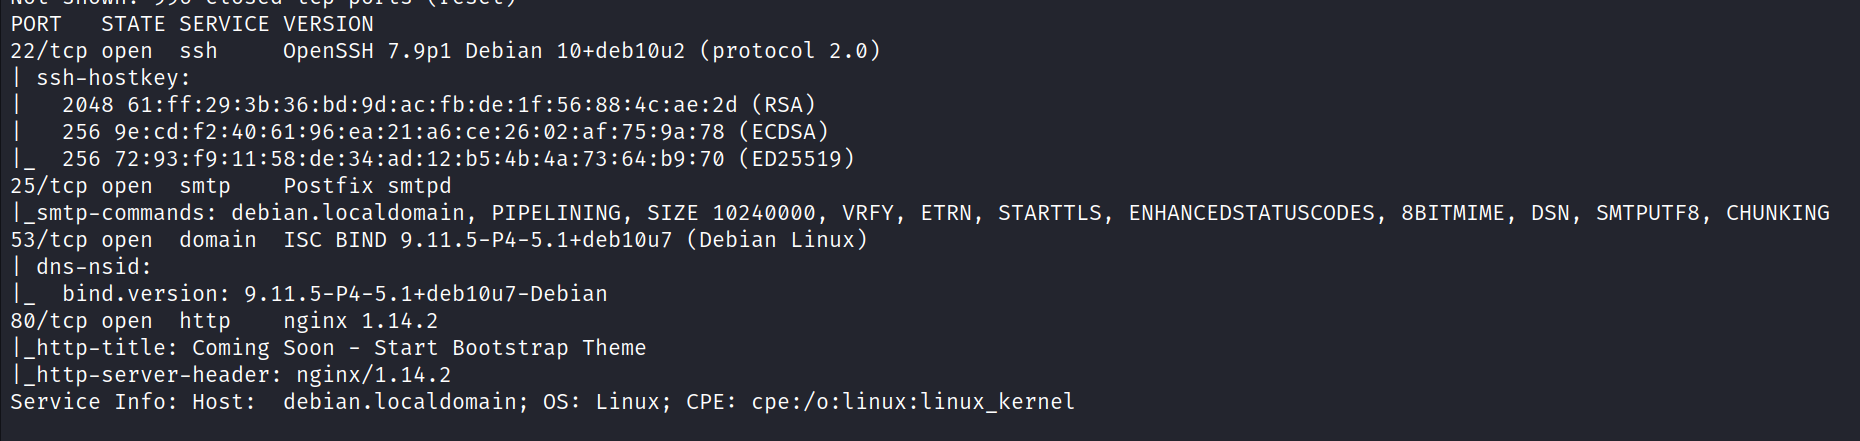 Not shown: 996 closed tcp ports (reset)
PORT   STATE SERVICE VERSION
22/tcp open  ssh     OpenSSH 7.9p1 Debian 10+deb10u2 (protocol 2.0)
| ssh-hostkey:
|   2048 61:ff:29:3b:36:bd:9d:ac:fb:de:1f:56:88:4c:ae:2d (RSA)
|   256 9e:cd:f2:40:61:96:ea:21:a6:ce:26:02:af:75:9a:78 (ECDSA)
|_  256 72:93:f9:11:58:de:34:ad:12:b5:4b:4a:73:64:b9:70 (ED25519)
25/tcp open  smtp    Postfix smtpd
|_smtp-commands: debian.localdomain, PIPELINING, SIZE 10240000, VRFY, ETRN, STARTTLS, ENHANCEDSTATUSCODES, 8BITMIME, DSN, SMTPUTF8, CHUNKING
53/tcp open  domain  ISC BIND 9.11.5-P4-5.1+deb10u7 (Debian Linux)
| dns-nsid:
|_  bind.version: 9.11.5-P4-5.1+deb10u7-Debian
80/tcp open  http    nginx 1.14.2
|_http-title: Coming Soon - Start Bootstrap Theme
|_http-server-header: nginx/1.14.2
Service Info: Host:  debian.localdomain; OS: Linux; CPE: cpe:/o:linux:linux_kernel